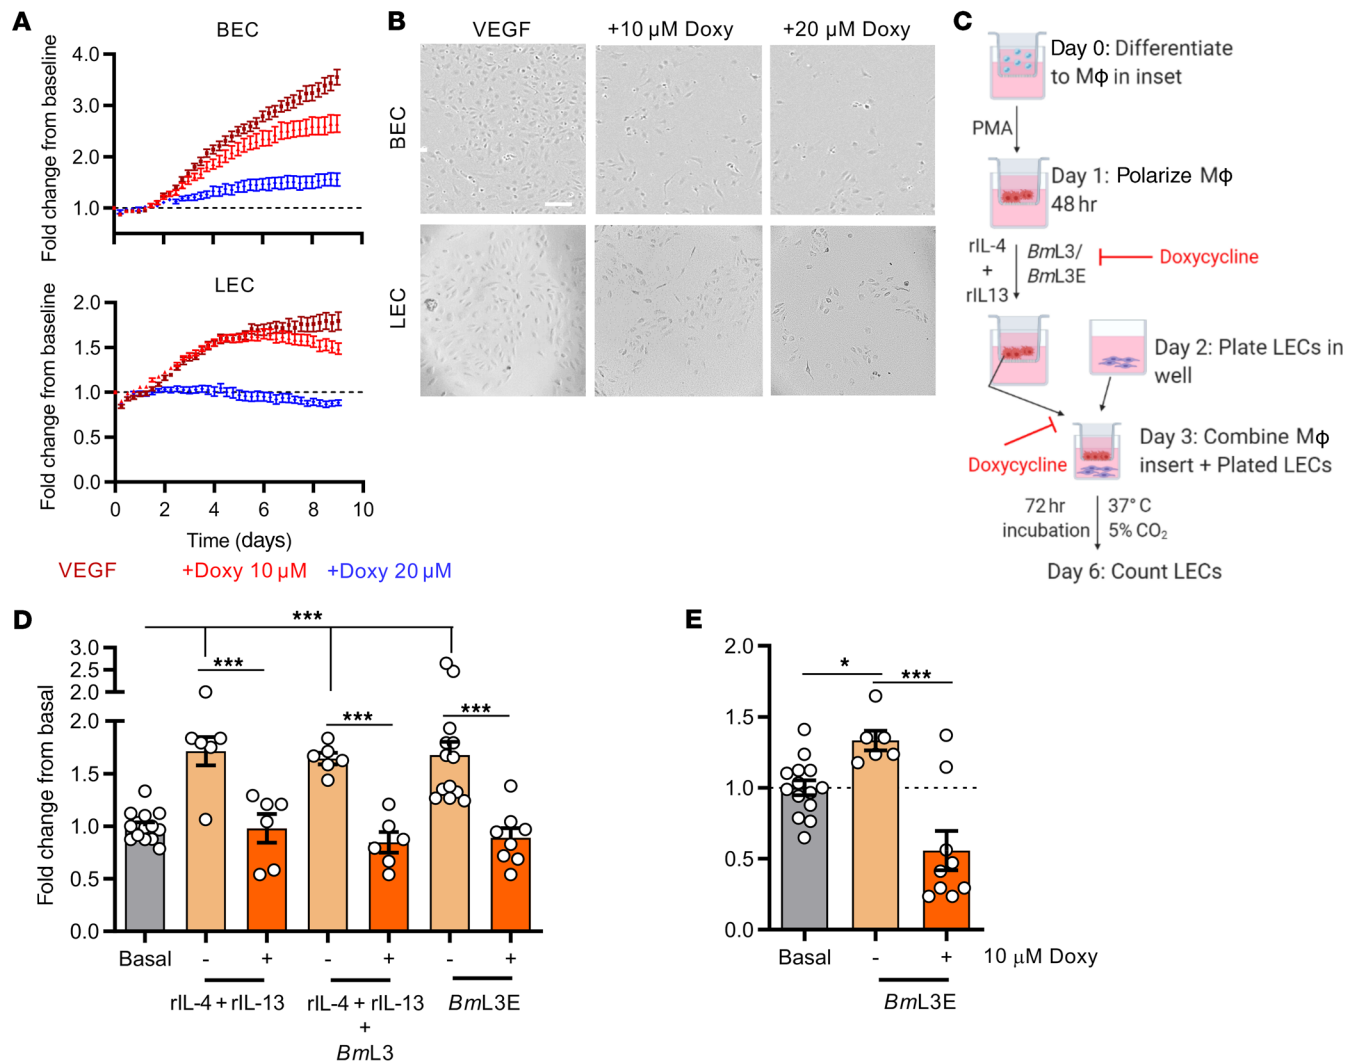 A
BEC
Fold change from baseline
4.0
3.0
2.0
1.0
LEC
Fold change from baseline
2.0
1.5
1.0
0.5
0.0
0 2 4 6 8 10
Time (days)
VEGF +Doxy 10 µM +Doxy 20 µM
B
VEGF +10 µM Doxy +20 µM Doxy
BEC
LEC
C
Day 0: Differentiate
to MΦ in inset
PMA
Day 1: Polarize MΦ
48 hr
rIL-4
+
rIL13
BmL3/
BmL3E
Doxycycline
Day 2: Plate LECs in
well
Doxycycline
Day 3: Combine MΦ
insert + Plated LECs
72 hr
incubation
37° C
5% CO₂
Day 6: Count LECs
D
Fold change from basal
3.0
2.5
2.0
2.0
1.5
1.0
0.5
0.0
***
***
***
***
Basal - + - + - +
rIL-4 + rIL-13 rIL-4 + rIL-13 BmL3E
+
BmL3
E
2.0
1.5
1.0
0.5
0.0
*
***
Basal - + 10 µM Doxy
BmL3E